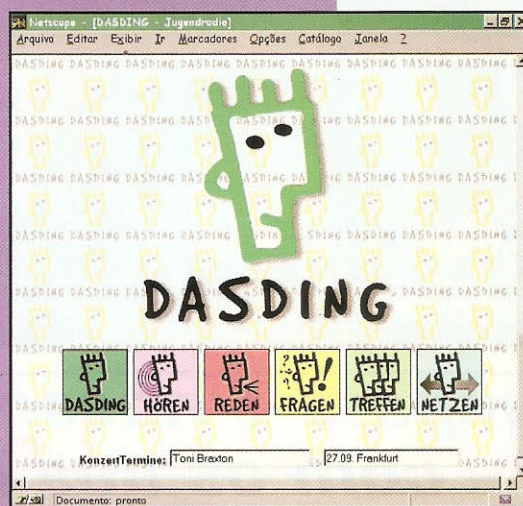 Netscape - [DASDING - Jugendradio]
Arquivo Editar Exibir Ir Marcadores Opções Catálogo Janela ?
DASDING
DASDING HÖREN REDEN FRAGEN TREFFEN NETZEN
KonzertTermine: Toni Braxton 27.09. Frankfurt
Documento: pronto